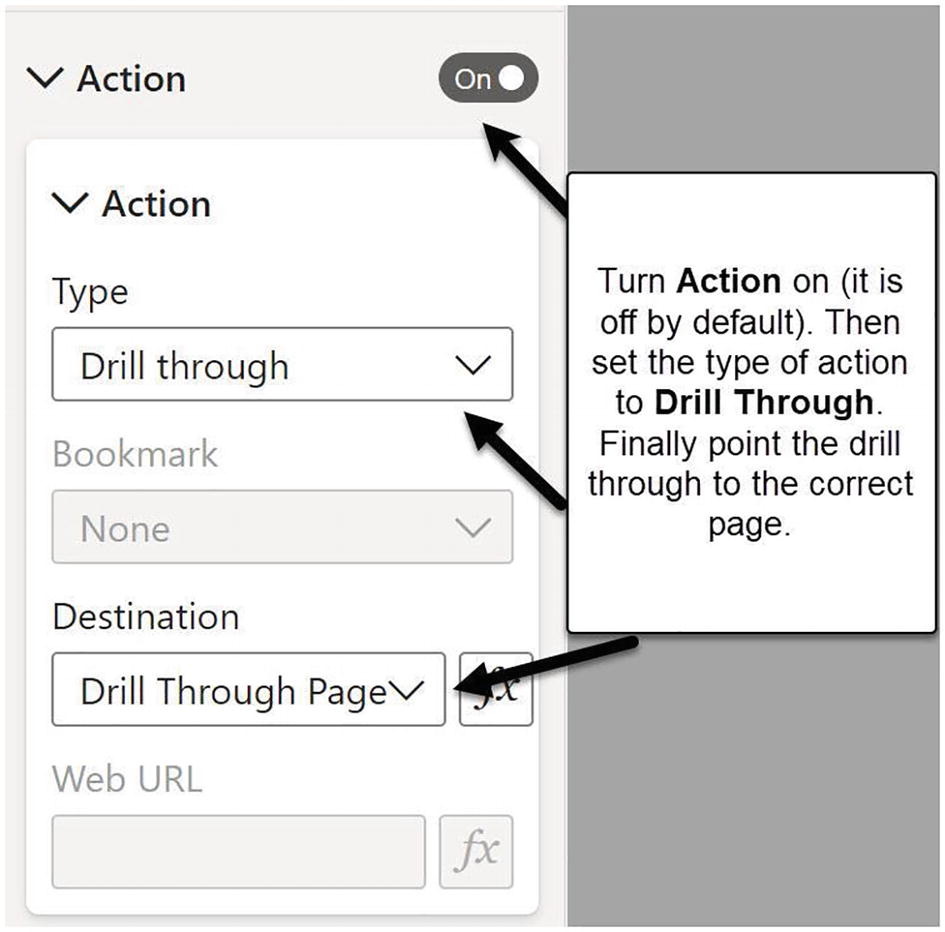 Action
On
Action
Type
Drill through
Bookmark
None
Destination
Drill Through Page
fx
Web URL
fx
Turn Action on (it is
off by default). Then
set the type of action
to Drill Through.
Finally point the drill
through to the correct
page.